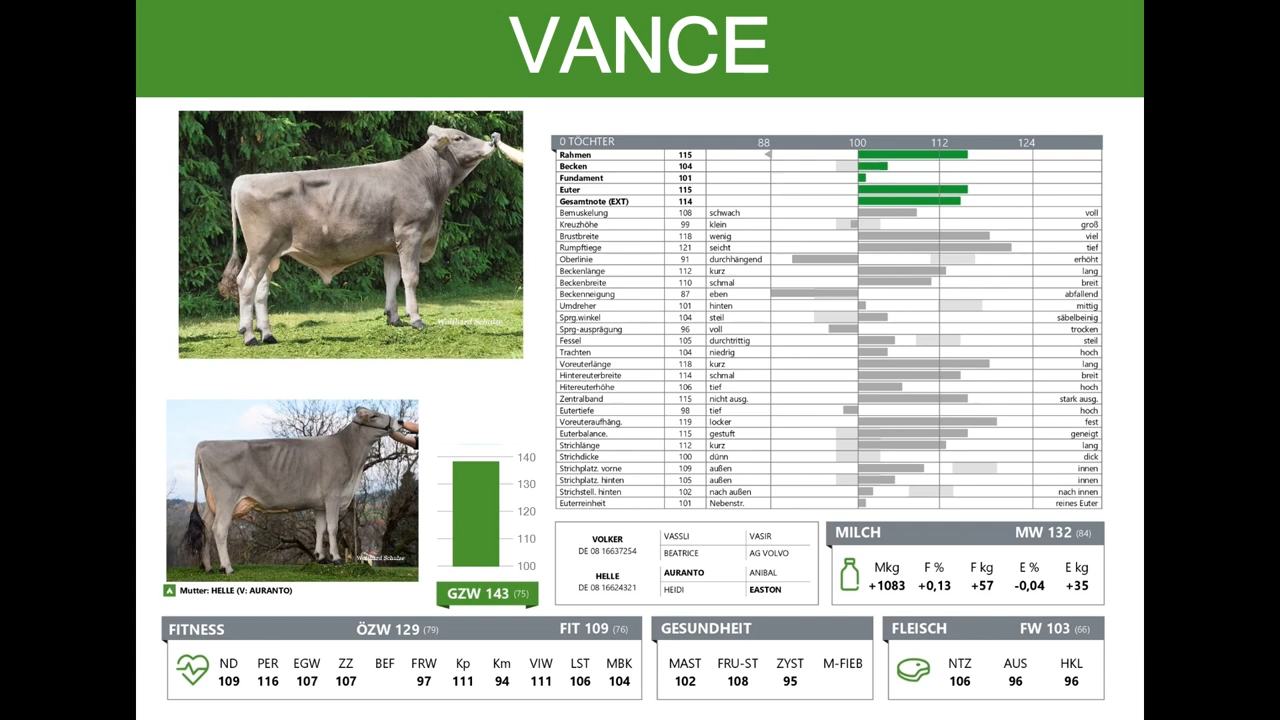 VANCE
Wolfhard Schulze
0 TÖCHTER 88 100 112 124
Rahmen 115
Becken 104
Fundament 101
Euter 115
Gesamtnote (EXT) 114
Bemuskelung 108 schwach voll
Kreuzhöhe 99 klein groß
Brustbreite 118 wenig viel
Rumpftiege 121 seicht tief
Oberlinie 91 durchhängend erhöht
Beckenlänge 112 kurz lang
Beckenbreite 110 schmal breit
Beckenneigung 87 eben abfallend
Umdreher 101 hinten mittig
Sprg.winkel 104 steil säbelbeinig
Sprg-ausprägung 96 voll trocken
Fessel 105 durchtrittig steil
Trachten 104 niedrig hoch
Voreuterlänge 118 kurz lang
Hintereuterbreite 114 schmal breit
Hitereuterhöhe 106 tief hoch
Zentralband 115 nicht ausg. stark ausg.
Eutertiefe 98 tief hoch
Voreuteraufhäng. 119 locker fest
Euterbalance. 115 gestuft geneigt
Strichlänge 112 kurz lang
Strichdicke 100 dünn dick
Strichplatz. vorne 109 außen innen
Strichplatz. hinten 105 außen innen
Strichstell. hinten 102 nach außen nach innen
Euterreinheit 101 Nebenstr. reines Euter
Wolfhard Schulze
Mutter: HELLE (V: AURANTO)
140
130
120
110
100
GZW 143 (75)
VOLKER
DE 08 16637254
HELLE
DE 08 16624321
VASSLI VASIR
BEATRICE AG VOLVO
AURANTO ANIBAL
HEIDI EASTON
MILCH MW 132 (84)
Mkg F % F kg E % E kg
+1083 +0,13 +57 -0,04 +35
FITNESS ÖZW 129 (79) FIT 109 (76)
ND PER EGW ZZ BEF FRW Kp Km VIW LST MBK
109 116 107 107 97 111 94 111 106 104
GESUNDHEIT
MAST FRU-ST ZYST M-FIEB
102 108 95
FLEISCH FW 103 (66)
NTZ AUS HKL
106 96 96